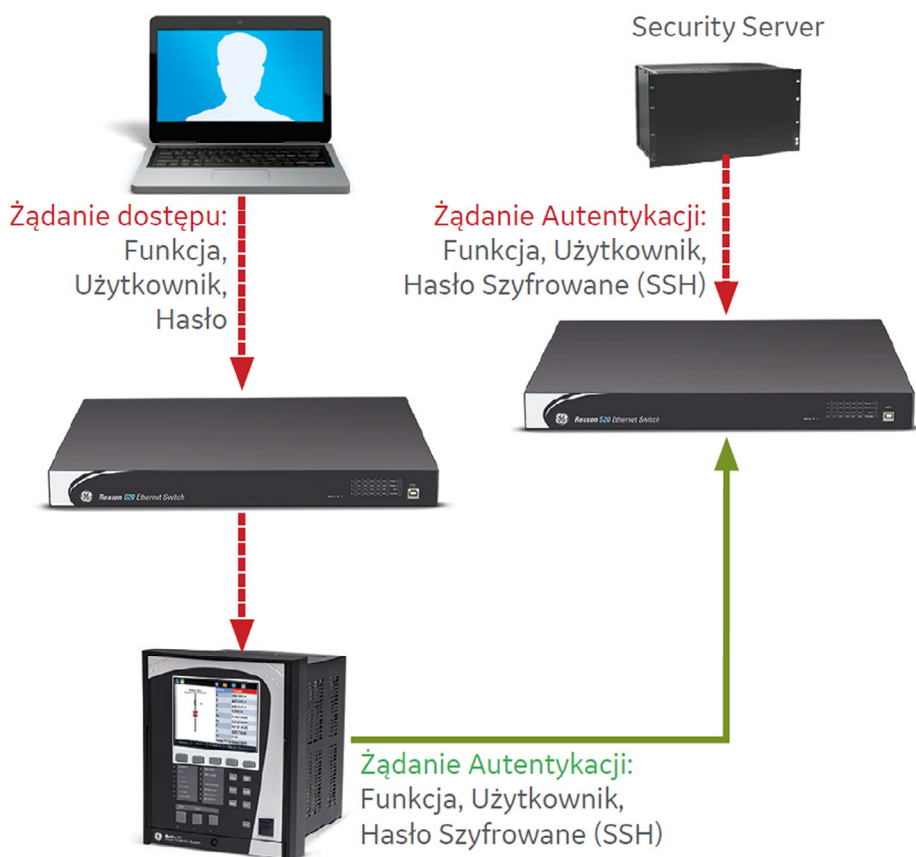 Security Server
Żądanie dostępu:
Funkcja,
Użytkownik,
Hasło
Żądanie Autentykacji:
Funkcja, Użytkownik,
Hasło Szyfrowane (SSH)
Reason S20 Ethernet Switch
Reason S20 Ethernet Switch
Żądanie Autentykacji:
Funkcja, Użytkownik,
Hasło Szyfrowane (SSH)